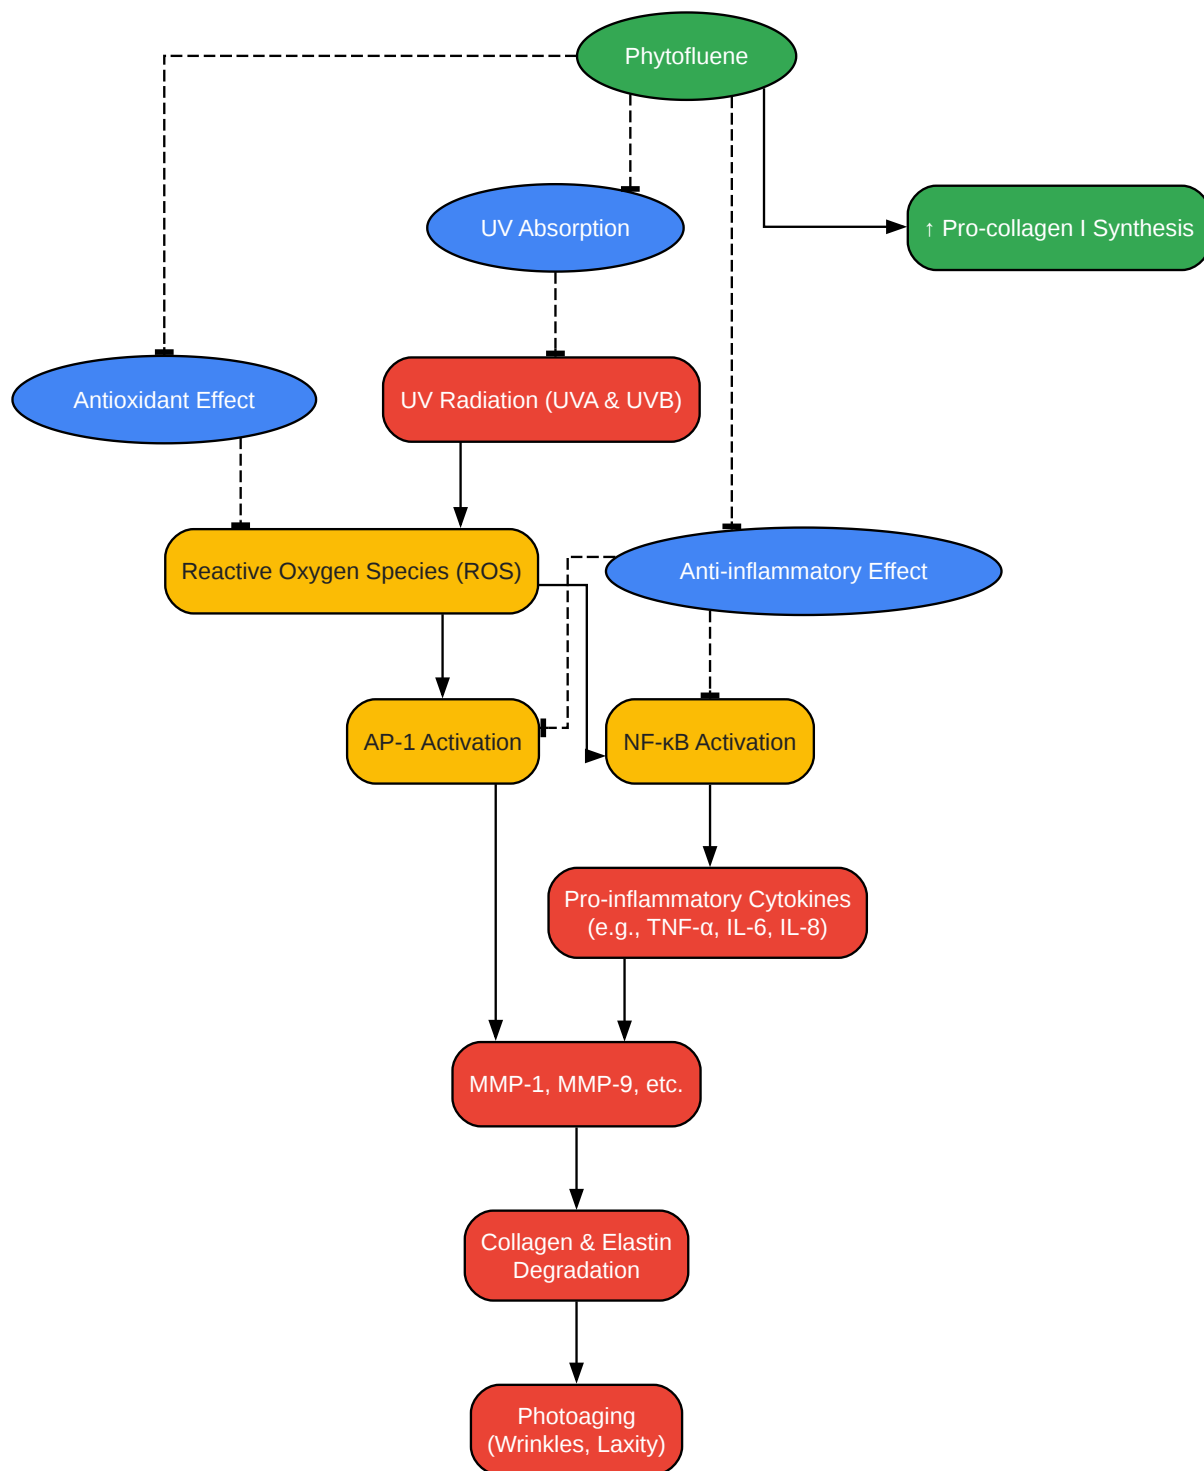 Phytofluene
UV Absorption
↑ Pro-collagen I Synthesis
Antioxidant Effect
UV Radiation (UVA & UVB)
Reactive Oxygen Species (ROS)
Anti-inflammatory Effect
AP-1 Activation
NF-κB Activation
Pro-inflammatory Cytokines
(e.g., TNF-α, IL-6, IL-8)
MMP-1, MMP-9, etc.
Collagen & Elastin
Degradation
Photoaging
(Wrinkles, Laxity)